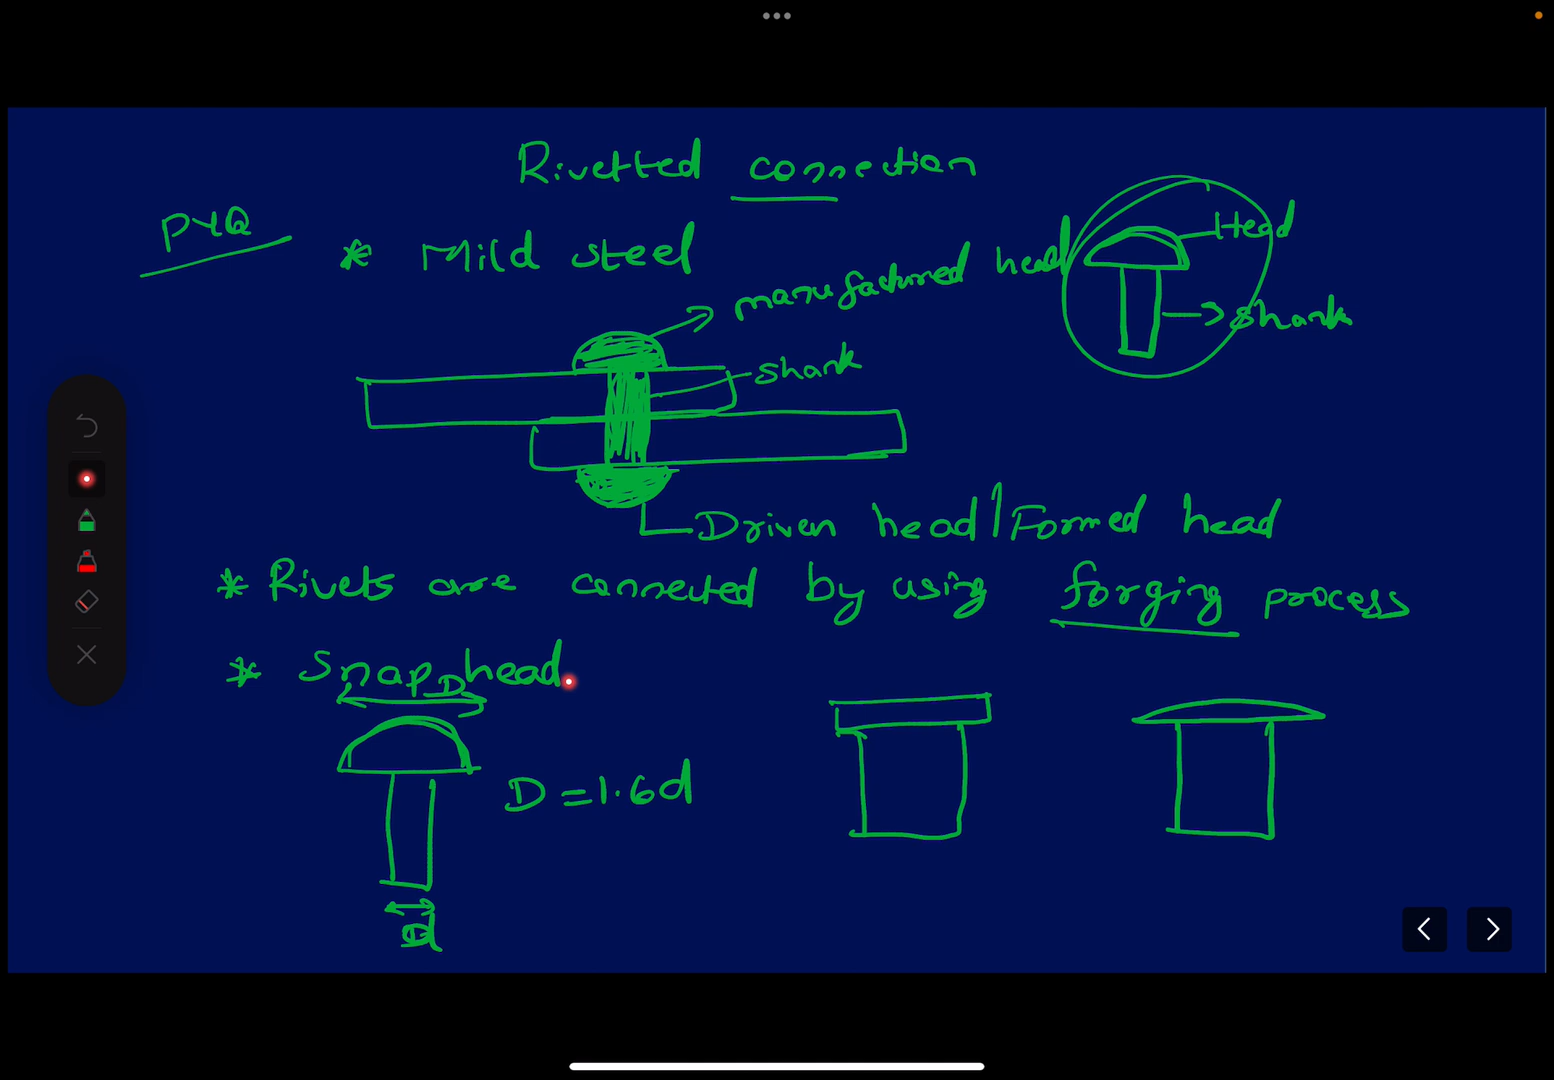 Rivetted connection
PYQ
* Mild steel
manufactured head
Head
shank
shank
Driven head / Formed head
* Rivets are connected by using forging process
* Snap head
D
D = 1.6d
d